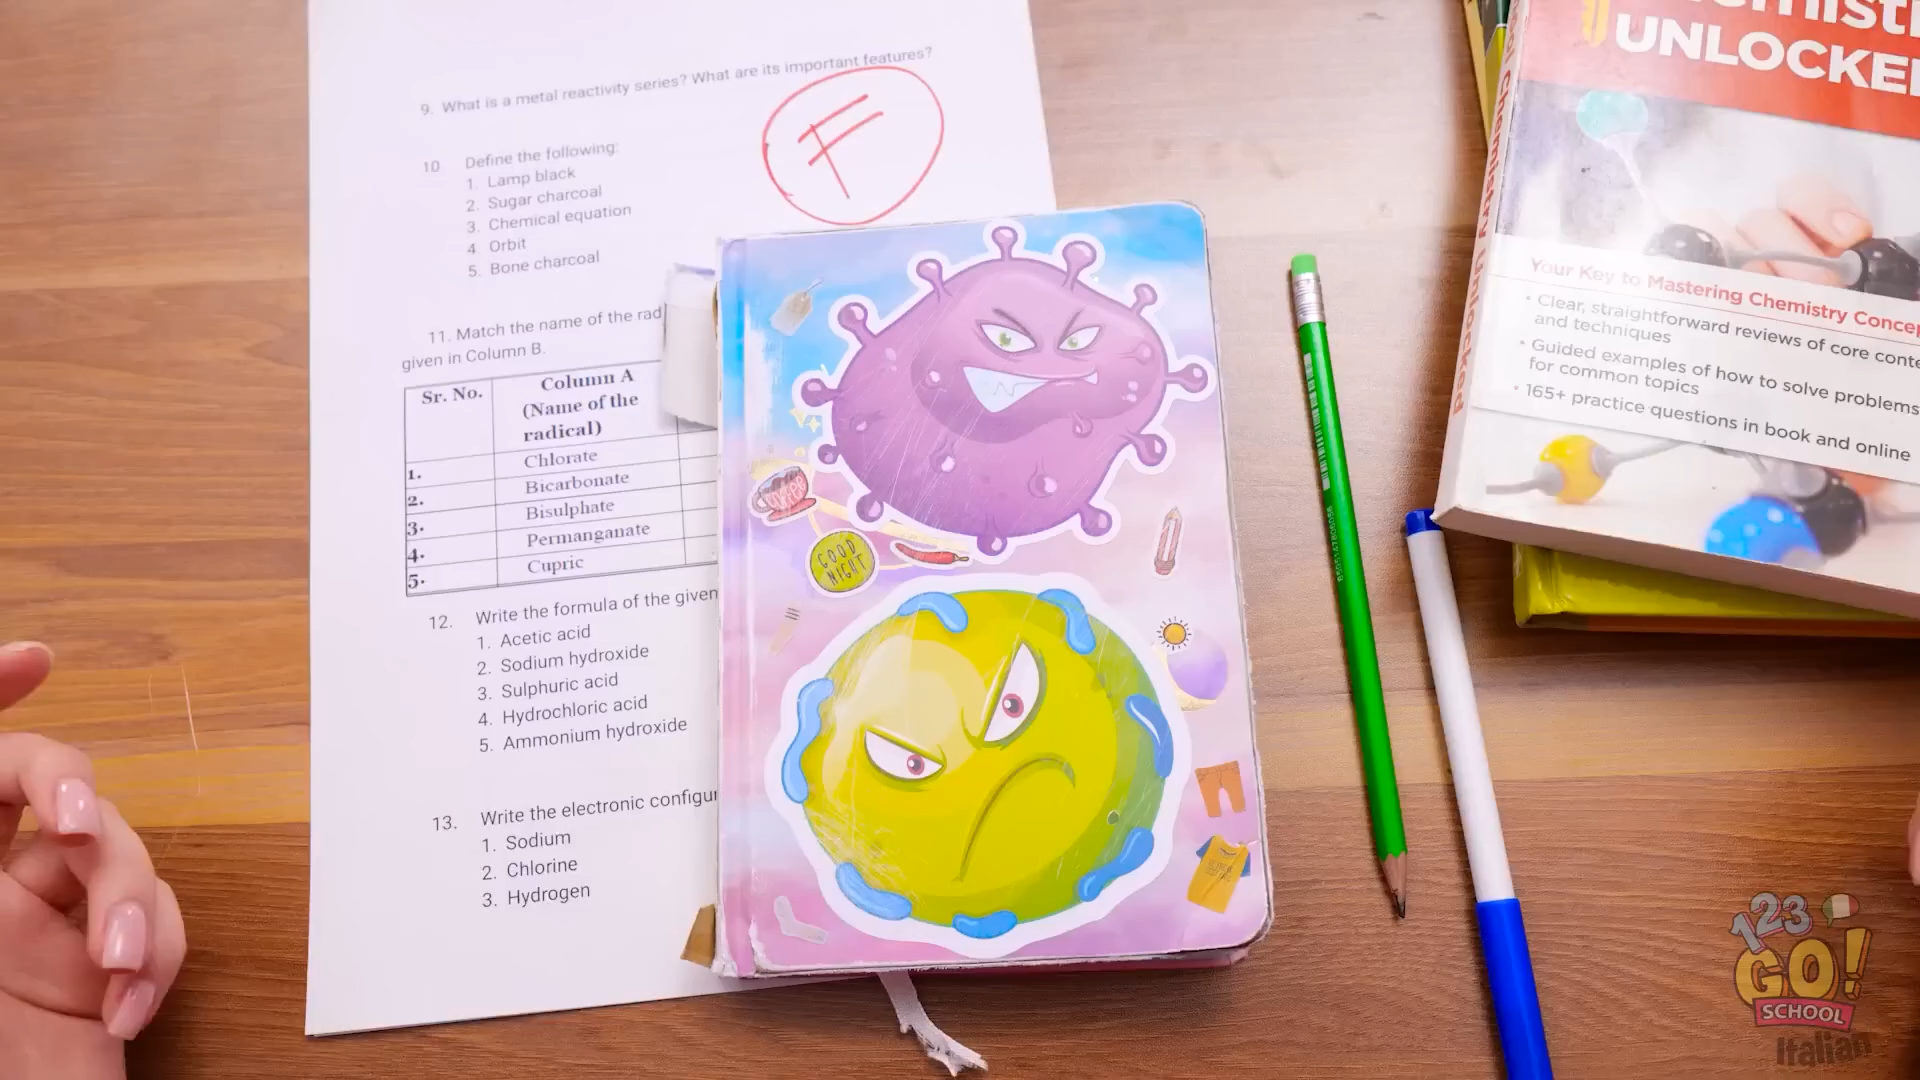 9. What is a metal reactivity series? What are its important features?
F
10 Define the following:
1. Lamp black
2. Sugar charcoal
3. Chemical equation
4. Orbit
5. Bone charcoal
11. Match the name of the rad
given in Column B.
Sr. No. Column A
(Name of the
radical)
1. Chlorate
2. Bicarbonate
3. Bisulphate
4. Permanganate
5. Cupric
12. Write the formula of the given
1. Acetic acid
2. Sodium hydroxide
3. Sulphuric acid
4. Hydrochloric acid
5. Ammonium hydroxide
13. Write the electronic configur
1. Sodium
2. Chlorine
3. Hydrogen
coffee
GOOD
NIGHT
UNLOCKE
Chemistry Unlocked
Your Key to Mastering Chemistry Concep
• Clear, straightforward reviews of core conte
and techniques
• Guided examples of how to solve problems
for common topics
• 165+ practice questions in book and online
123
GO!
SCHOOL
Italian